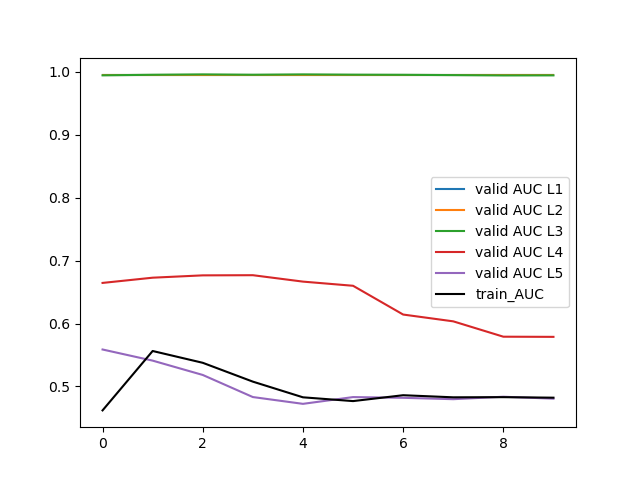 1.0
0.9
0.8
0.7
0.6
0.5
0 2 4 6 8
valid AUC L1
valid AUC L2
valid AUC L3
valid AUC L4
valid AUC L5
train_AUC